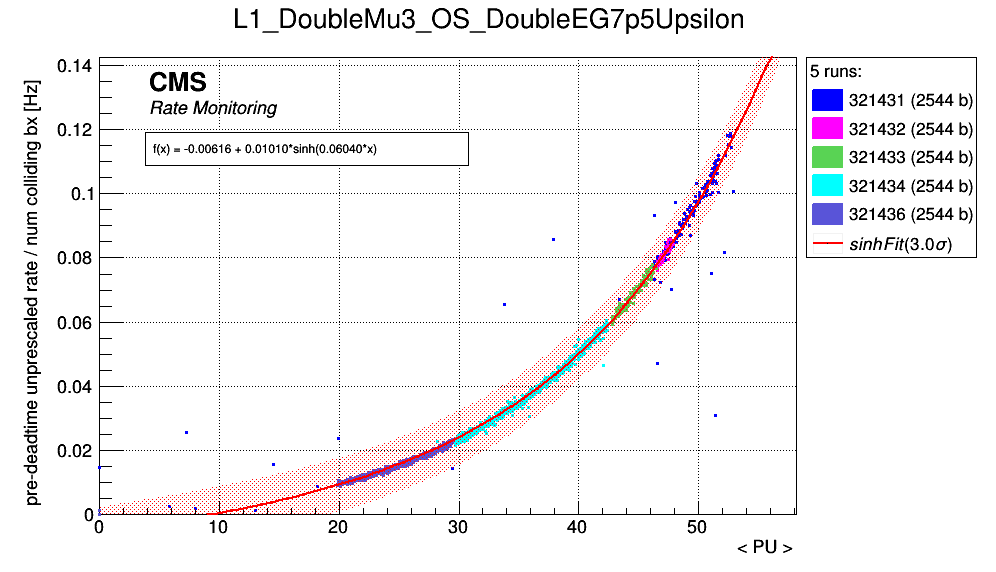 L1_DoubleMu3_OS_DoubleEG7p5Upsilon
pre-deadtime unprescaled rate / num colliding bx [Hz]
0.14
0.12
0.1
0.08
0.06
0.04
0.02
0
CMS
Rate Monitoring
f(x) = -0.00616 + 0.01010*sinh(0.06040*x)
0 10 20 30 40 50
< PU >
5 runs:
321431 (2544 b)
321432 (2544 b)
321433 (2544 b)
321434 (2544 b)
321436 (2544 b)
sinhFit(3.0σ)